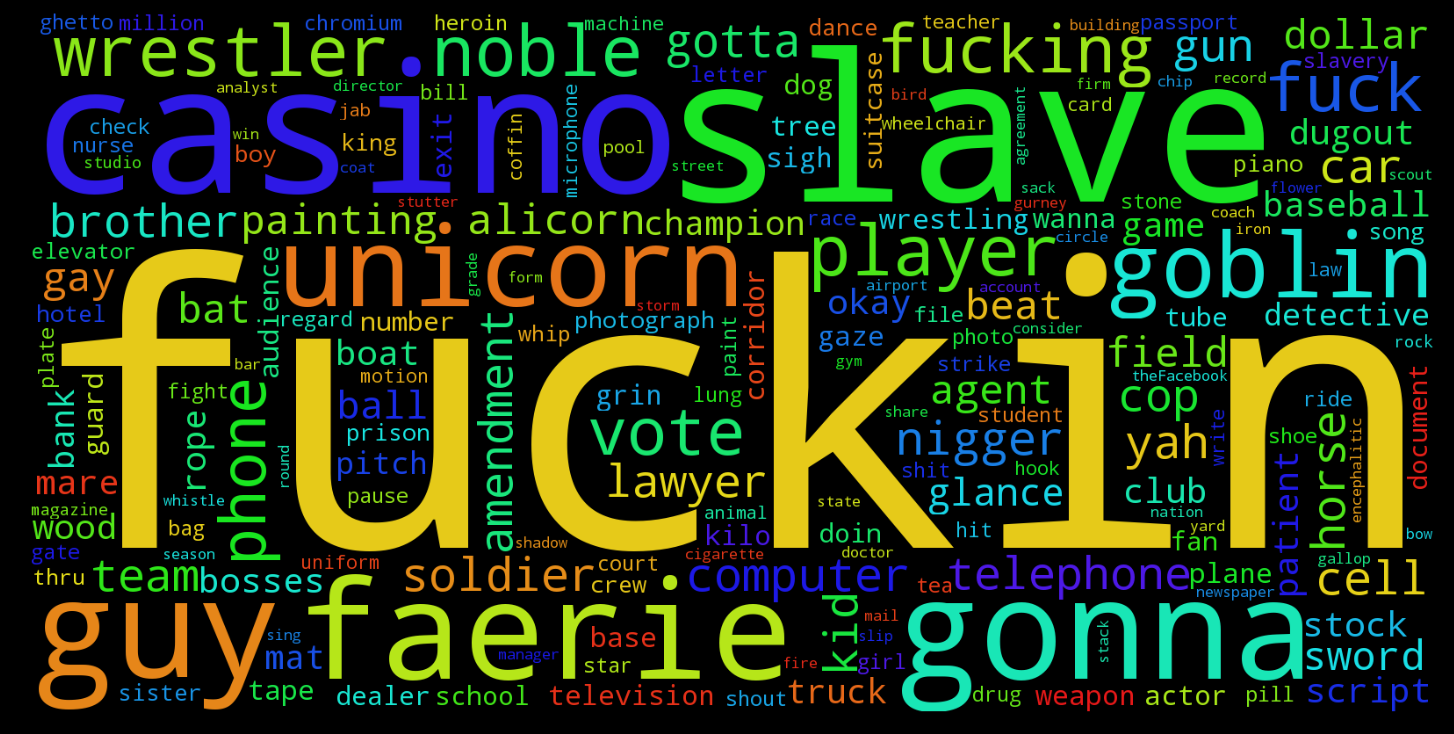 ghetto million chromium heroin machine dance teacher building passport
wrestler noble gotta fucking gun dollar
analyst director bill letter dog suitcase bird firm card chip record slavery fuck
casino slave
check nurse studio win boy jab king exit coffin microphone pool street tree sigh wheelchair agreement dugout piano car scout
coat stutter sack gurney stone flower
brother painting alicorn champion race wrestling wanna game coach iron baseball song
elevator gay audience unicorn grade form storm corridor player airport account circle goblin law
hotel bat regard number whip photograph paint okay beat file photo consider tube detective
plate bar boat motion amendment gaze gym strike field theFacebook rock
fuckin
bank guard fight rope phone ball prison pitch grin lung vote share agent student cop ride document
mare round pause lawyer nigger shit hook yah shoe write horse encephalitic
magazine wood whistle bag state animal glance club nation patient
gate season shadow kilo cigarette doin doctor hit fan yard bow
thru team bosses uniform soldier court crew computer tea telephone plane newspaper gallop cell
guy faerie gonna
sing mat base star manager fire kid mail slip girl stack stock sword
sister tape dealer school television shout truck drug weapon actor pill script